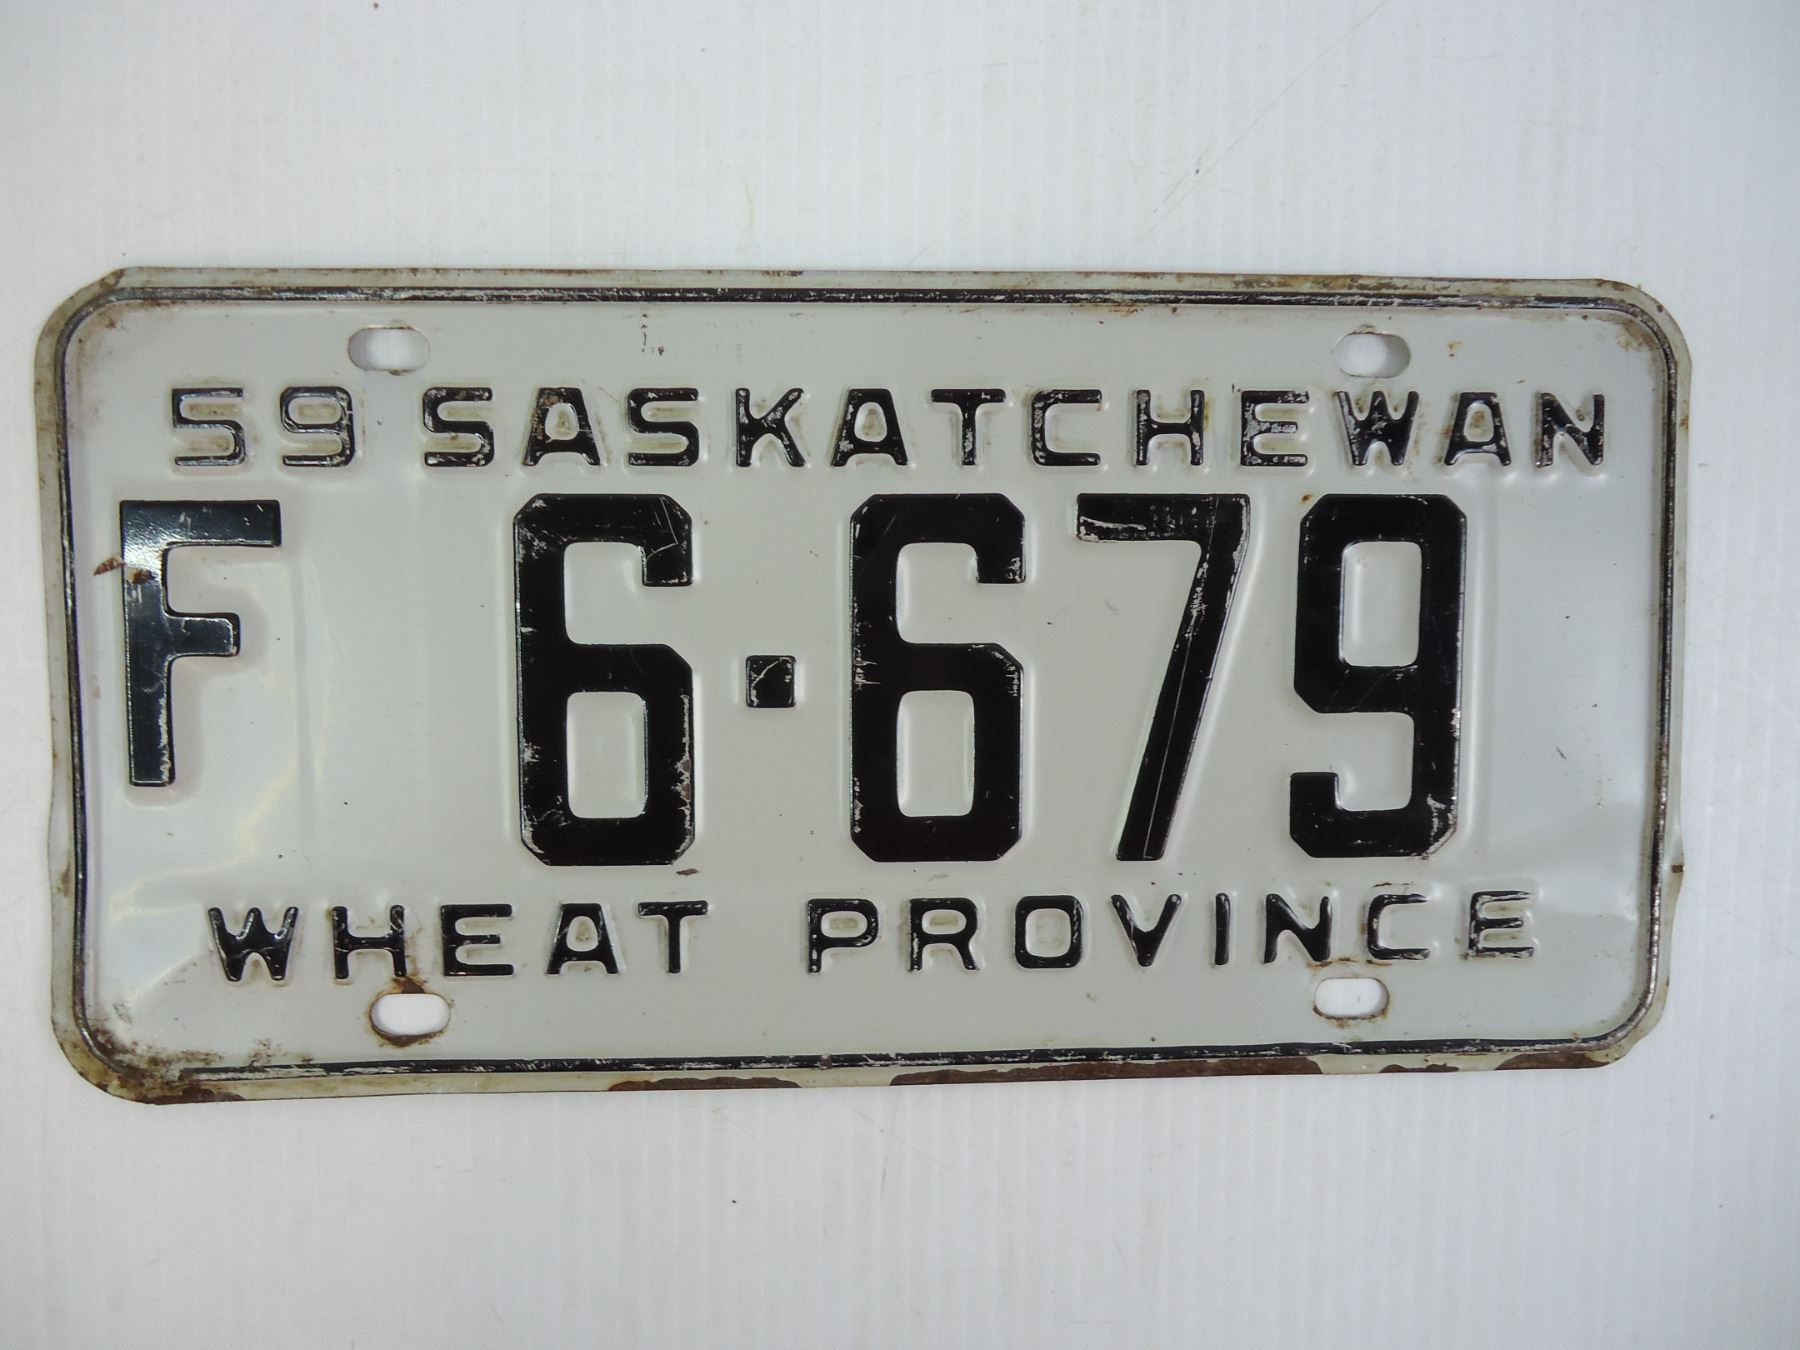 59 SASKATCHEWAN
F 6-679
WHEAT PROVINCE